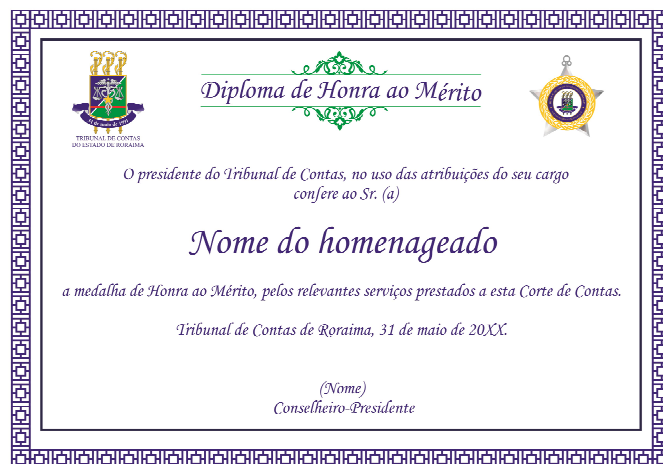 Diploma de Honra ao Mérito
TRIBUNAL DE CONTAS
DO ESTADO DE RORAIMA
O presidente do Tribunal de Contas, no uso das atribuições do seu cargo
confere ao Sr. (a)
Nome do homenageado
a medalha de Honra ao Mérito, pelos relevantes serviços prestados a esta Corte de Contas.
Tribunal de Contas de Roraima, 31 de maio de 20XX.
(Nome)
Conselheiro-Presidente